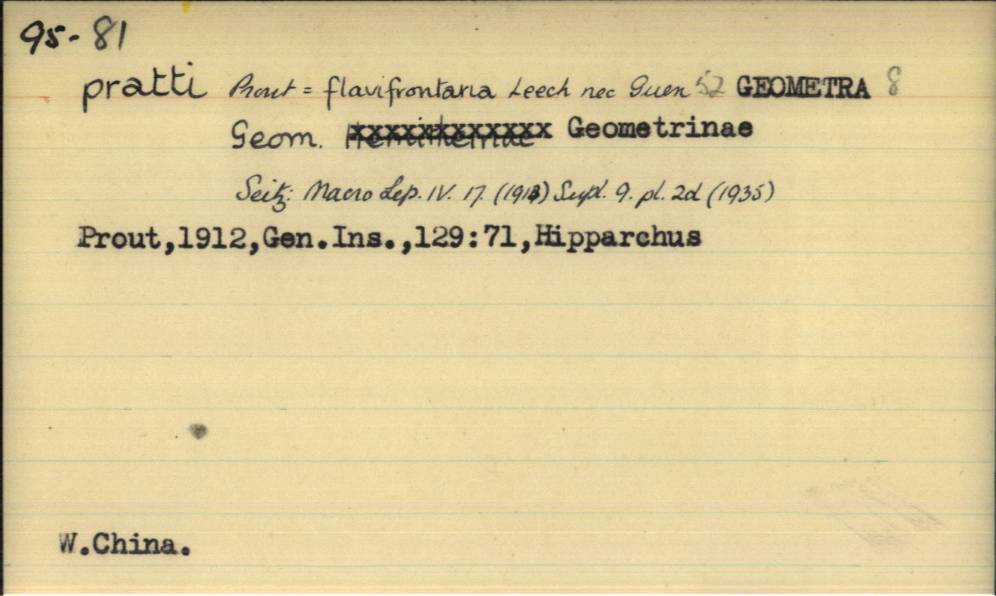 95-81
pratti Prout = flavifrontaria Leech nec Guen 52 GEOMETRA 8
Geom. Hemitheinae Geometrinae
Seitz: Macro Lep. IV. 17. (1913) Supl. 9. pl. 2d (1935)
Prout,1912,Gen.Ins.,129:71,Hipparchus
W.China.